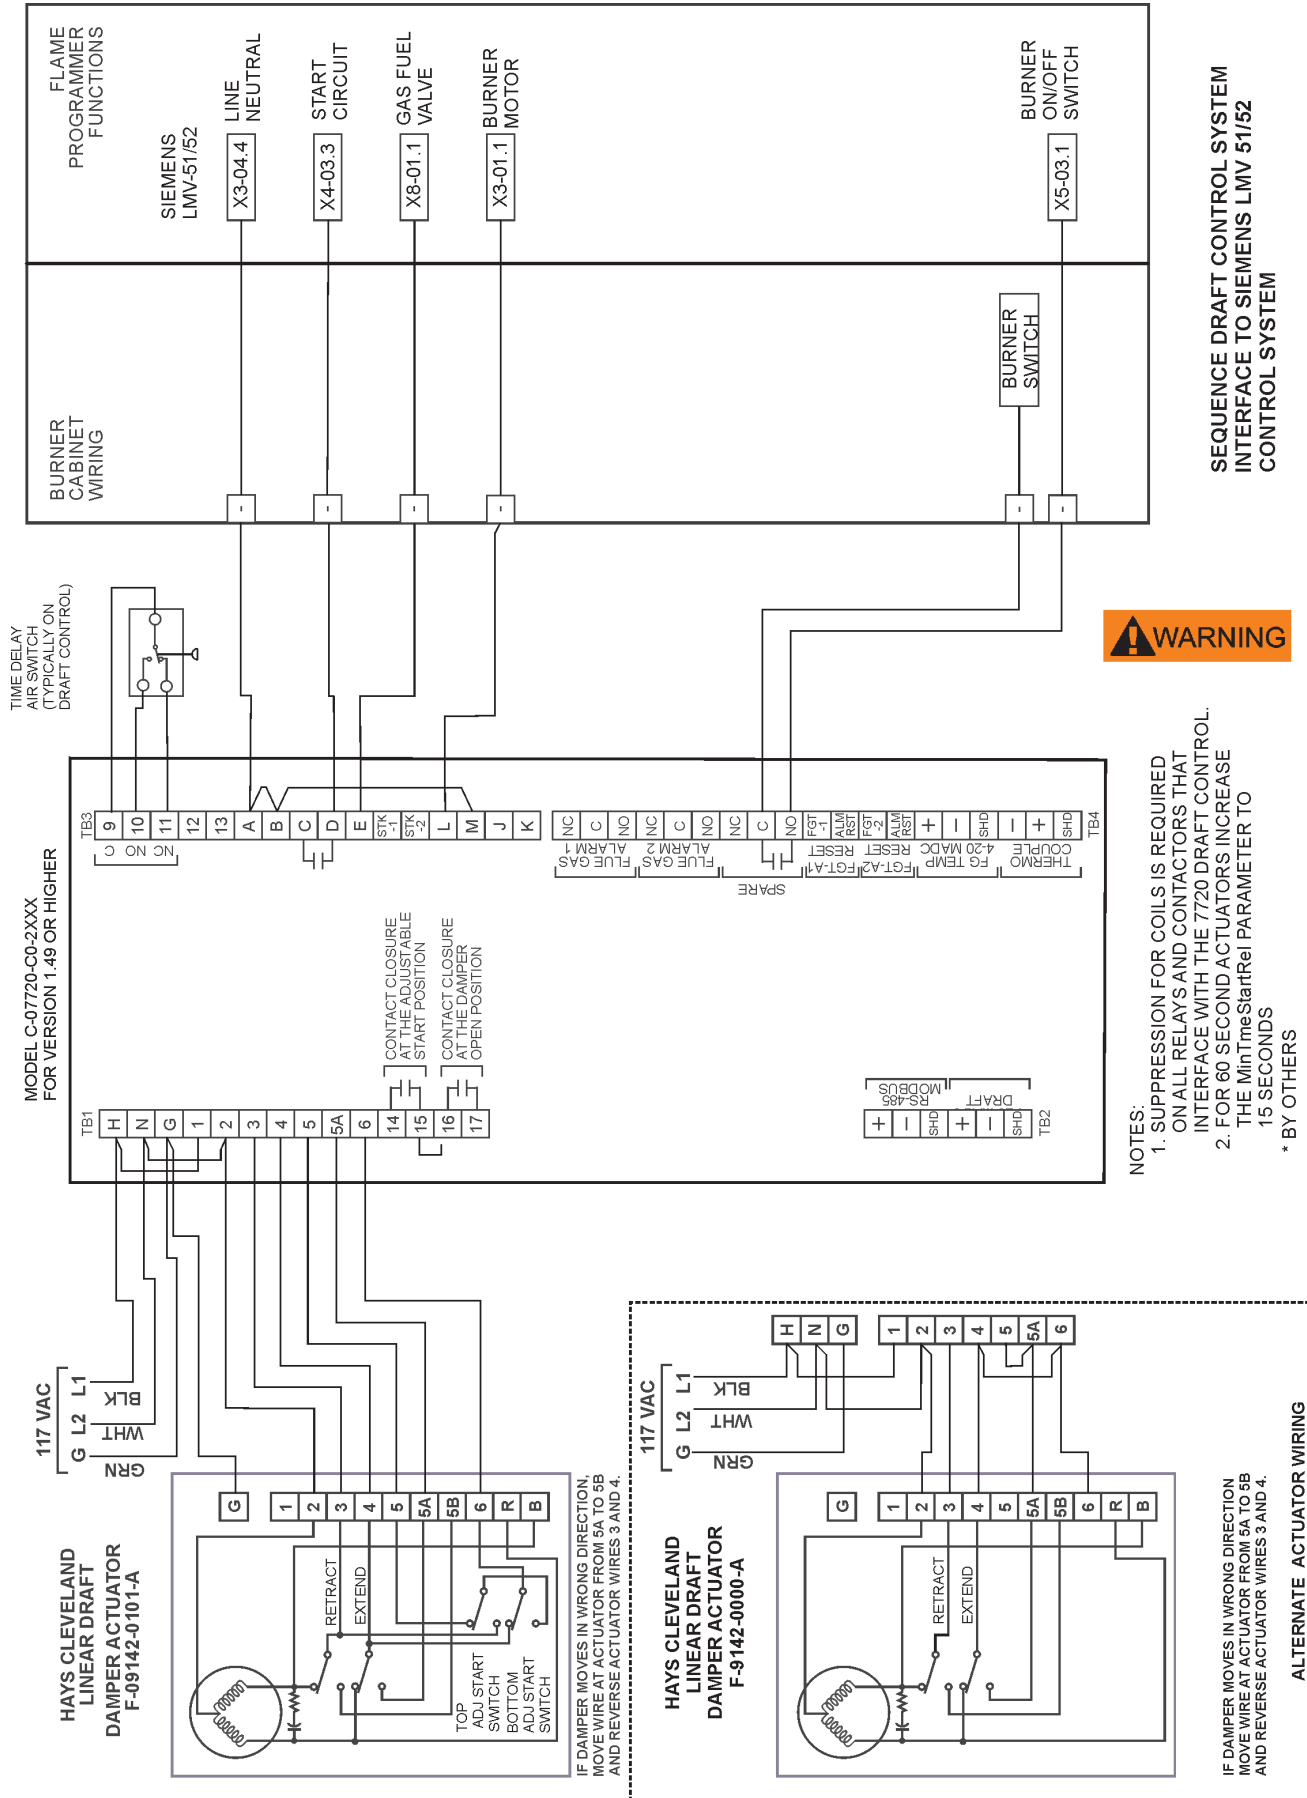 FLAME
PROGRAMMER
FUNCTIONS
SIEMENS
LMV-51/52
X3-04.4
LINE
NEUTRAL
X4-03.3
START
CIRCUIT
X8-01.1
GAS FUEL
VALVE
X3-01.1
BURNER
MOTOR
X5-03.1
BURNER
ON/OFF
SWITCH
BURNER
CABINET
WIRING
BURNER
SWITCH
-
-
-
-
-
-
SEQUENCE DRAFT CONTROL SYSTEM
INTERFACE TO SIEMENS LMV 51/52
CONTROL SYSTEM
TIME DELAY
AIR SWITCH
(TYPICALLY ON
DRAFT CONTROL)
WARNING
MODEL C-07720-C0-2XXX
FOR VERSION 1.49 OR HIGHER
TB3
9
10
11
12
13
A
B
C
D
E
STK
-1
STK
-2
L
M
J
K
C
NO
NC
NC
C
NO
NC
C
NO
NC
C
NO
FGT
-1
ALM
RST
FGT
-2
ALM
RST
+
−
SHD
−
+
SHD
TB4
FLUE GAS
ALARM 1
FLUE GAS
ALARM 2
SPARE
FGT-A1
RESET
FGT-A2
RESET
FG TEMP
4-20 MADC
THERMO
COUPLE
TB1
H
N
G
1
2
3
4
5
5A
6
14
15
16
17
CONTACT CLOSURE
AT THE ADJUSTABLE
START POSITION
CONTACT CLOSURE
AT THE DAMPER
OPEN POSITION
RS-485
MODBUS
DRAFT
+
−
SHD
+
−
SHD
TB2
NOTES:
1. SUPPRESSION FOR COILS IS REQUIRED
ON ALL RELAYS AND CONTACTORS THAT
INTERFACE WITH THE 7720 DRAFT CONTROL.
2. FOR 60 SECOND ACTUATORS INCREASE
THE MinTmeStartRel PARAMETER TO
15 SECONDS
* BY OTHERS
117 VAC
G L2 L1
BLK
WHT
GRN
HAYS CLEVELAND
LINEAR DRAFT
DAMPER ACTUATOR
F-09142-0101-A
G
1
2
3
4
5
5A
5B
6
R
B
RETRACT
EXTEND
TOP
ADJ START
SWITCH
BOTTOM
ADJ START
SWITCH
IF DAMPER MOVES IN WRONG DIRECTION,
MOVE WIRE AT ACTUATOR FROM 5A TO 5B
AND REVERSE ACTUATOR WIRES 3 AND 4.
117 VAC
G L2 L1
BLK
WHT
GRN
H
N
G
1
2
3
4
5
5A
6
HAYS CLEVELAND
LINEAR DRAFT
DAMPER ACTUATOR
F-9142-0000-A
G
1
2
3
4
5
5A
5B
6
R
B
RETRACT
EXTEND
IF DAMPER MOVES IN WRONG DIRECTION
MOVE WIRE AT ACTUATOR FROM 5A TO 5B
AND REVERSE ACTUATOR WIRES 3 AND 4.
ALTERNATE ACTUATOR WIRING